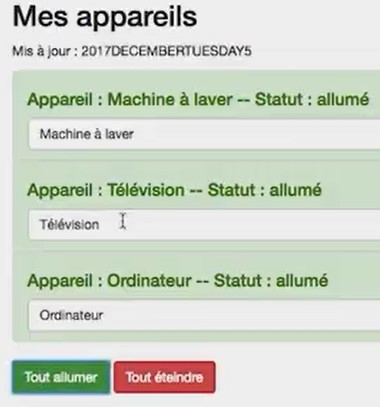 Mes appareils
Mis à jour : 2017DECEMBERTUESDAY5
Appareil : Machine à laver -- Statut : allumé
Machine à laver
Appareil : Télévision -- Statut : allumé
Télévision
Appareil : Ordinateur -- Statut : allumé
Ordinateur
Tout allumer Tout éteindre